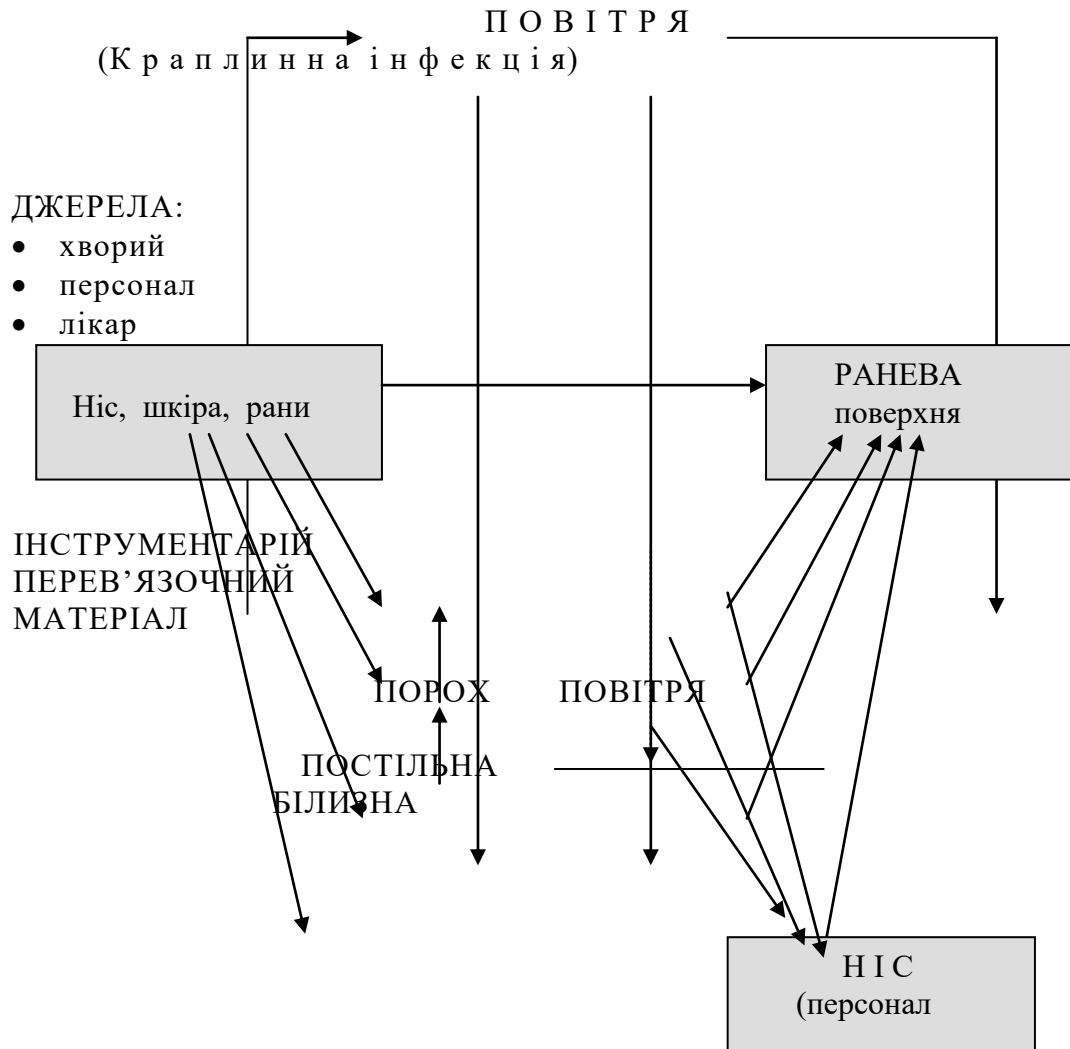 П О В І Т Р Я
(К р а п л и н н а і н ф е к ц і я)
ДЖЕРЕЛА:
• хворий
• персонал
• лікар
Ніс, шкіра, рани
РАНЕВА
поверхня
ІНСТРУМЕНТАРІЙ
ПЕРЕВ’ЯЗОЧНИЙ
МАТЕРІАЛ
ПОРОХ ПОВІТРЯ
ПОСТІЛЬНА
БІЛИЗНА
Н І С
(персонал